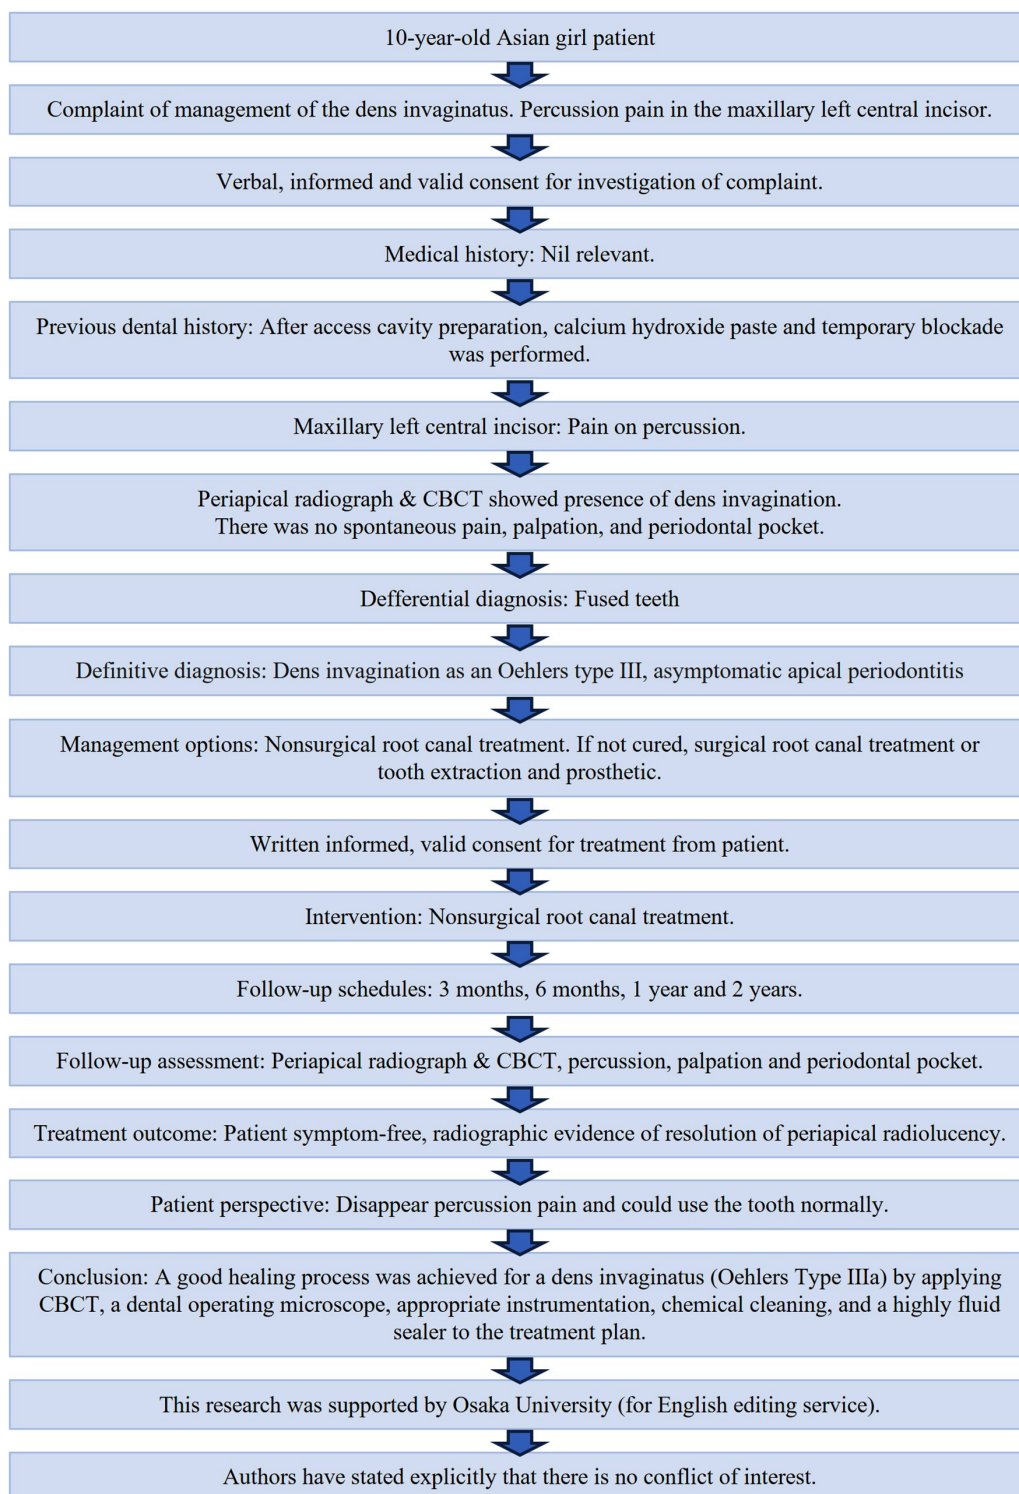 10-year-old Asian girl patient
Complaint of management of the dens invaginatus. Percussion pain in the maxillary left central incisor.
Verbal, informed and valid consent for investigation of complaint.
Medical history: Nil relevant.
Previous dental history: After access cavity preparation, calcium hydroxide paste and temporary blockade
was performed.
Maxillary left central incisor: Pain on percussion.
Periapical radiograph & CBCT showed presence of dens invagination.
There was no spontaneous pain, palpation, and periodontal pocket.
Defferential diagnosis: Fused teeth
Definitive diagnosis: Dens invagination as an Oehlers type III, asymptomatic apical periodontitis
Management options: Nonsurgical root canal treatment. If not cured, surgical root canal treatment or
tooth extraction and prosthetic.
Written informed, valid consent for treatment from patient.
Intervention: Nonsurgical root canal treatment.
Follow-up schedules: 3 months, 6 months, 1 year and 2 years.
Follow-up assessment: Periapical radiograph & CBCT, percussion, palpation and periodontal pocket.
Treatment outcome: Patient symptom-free, radiographic evidence of resolution of periapical radiolucency.
Patient perspective: Disappear percussion pain and could use the tooth normally.
Conclusion: A good healing process was achieved for a dens invaginatus (Oehlers Type IIIa) by applying
CBCT, a dental operating microscope, appropriate instrumentation, chemical cleaning, and a highly fluid
sealer to the treatment plan.
This research was supported by Osaka University (for English editing service).
Authors have stated explicitly that there is no conflict of interest.